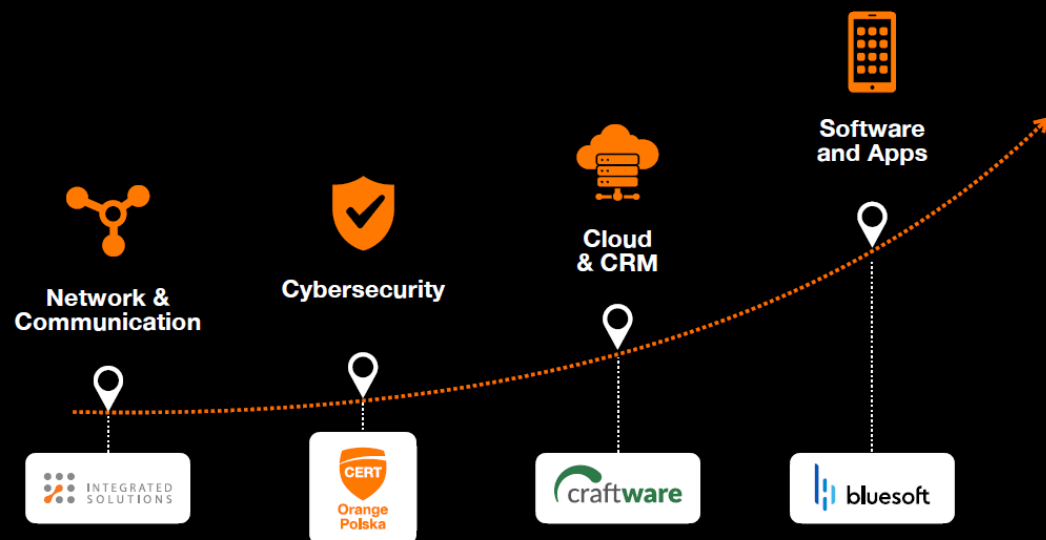 Network &
Communication
Cybersecurity
Cloud
& CRM
Software
and Apps
INTEGRATED
SOLUTIONS
CERT
Orange
Polska
craftware
bluesoft